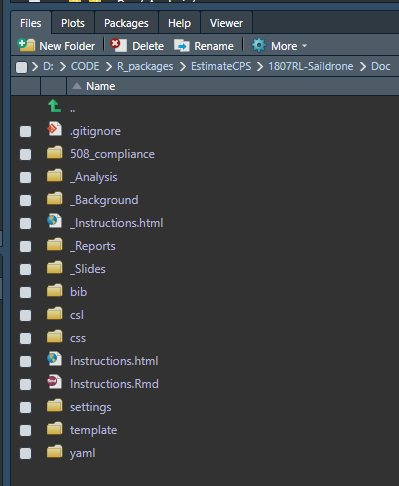 Files Plots Packages Help Viewer
New Folder Delete Rename More
D: CODE R_packages EstimateCPS 1807RL-Saildrone Doc
Name
..
.gitignore
508_compliance
_Analysis
_Background
_Instructions.html
_Reports
_Slides
bib
csl
css
Instructions.html
Instructions.Rmd
settings
template
yaml